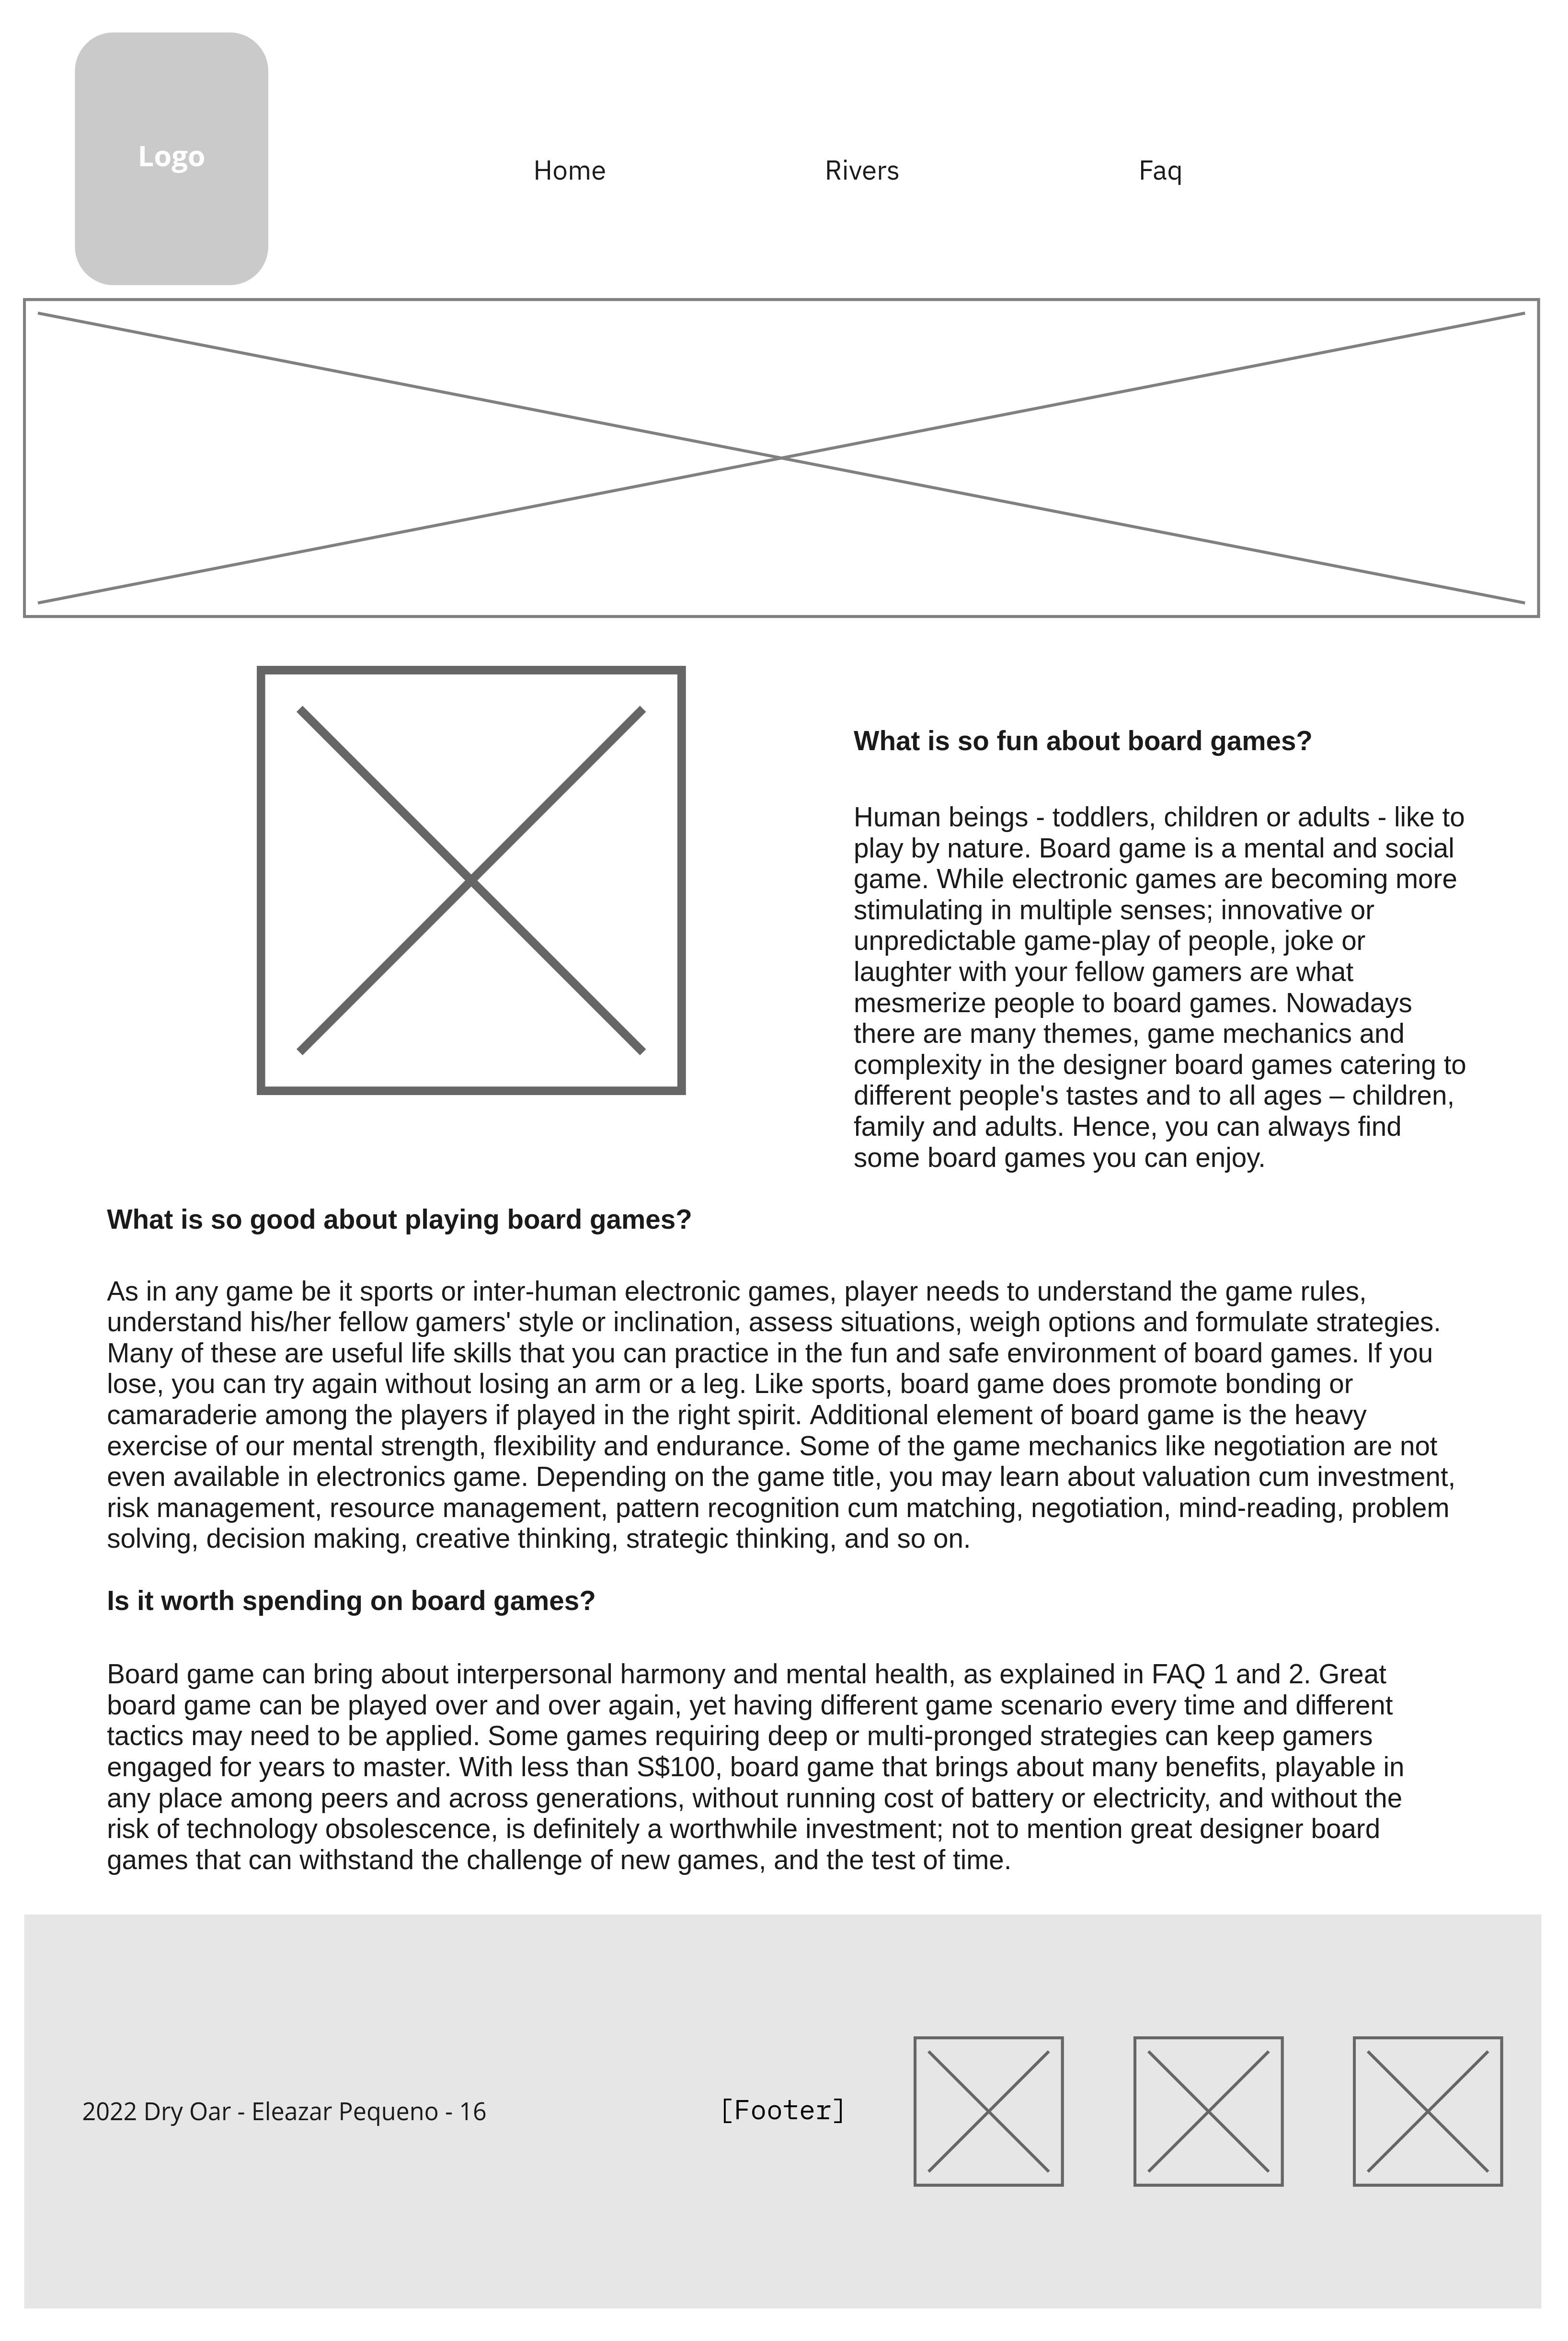 Logo
Home
Rivers
Faq
What is so fun about board games?
Human beings - toddlers, children or adults - like to
play by nature. Board game is a mental and social
game. While electronic games are becoming more
stimulating in multiple senses; innovative or
unpredictable game-play of people, joke or
laughter with your fellow gamers are what
mesmerize people to board games. Nowadays
there are many themes, game mechanics and
complexity in the designer board games catering to
different people's tastes and to all ages – children,
family and adults. Hence, you can always find
some board games you can enjoy.
What is so good about playing board games?
As in any game be it sports or inter-human electronic games, player needs to understand the game rules,
understand his/her fellow gamers' style or inclination, assess situations, weigh options and formulate strategies.
Many of these are useful life skills that you can practice in the fun and safe environment of board games. If you
lose, you can try again without losing an arm or a leg. Like sports, board game does promote bonding or
camaraderie among the players if played in the right spirit. Additional element of board game is the heavy
exercise of our mental strength, flexibility and endurance. Some of the game mechanics like negotiation are not
even available in electronics game. Depending on the game title, you may learn about valuation cum investment,
risk management, resource management, pattern recognition cum matching, negotiation, mind-reading, problem
solving, decision making, creative thinking, strategic thinking, and so on.
Is it worth spending on board games?
Board game can bring about interpersonal harmony and mental health, as explained in FAQ 1 and 2. Great
board game can be played over and over again, yet having different game scenario every time and different
tactics may need to be applied. Some games requiring deep or multi-pronged strategies can keep gamers
engaged for years to master. With less than S$100, board game that brings about many benefits, playable in
any place among peers and across generations, without running cost of battery or electricity, and without the
risk of technology obsolescence, is definitely a worthwhile investment; not to mention great designer board
games that can withstand the challenge of new games, and the test of time.
2022 Dry Oar - Eleazar Pequeno - 16
[Footer]